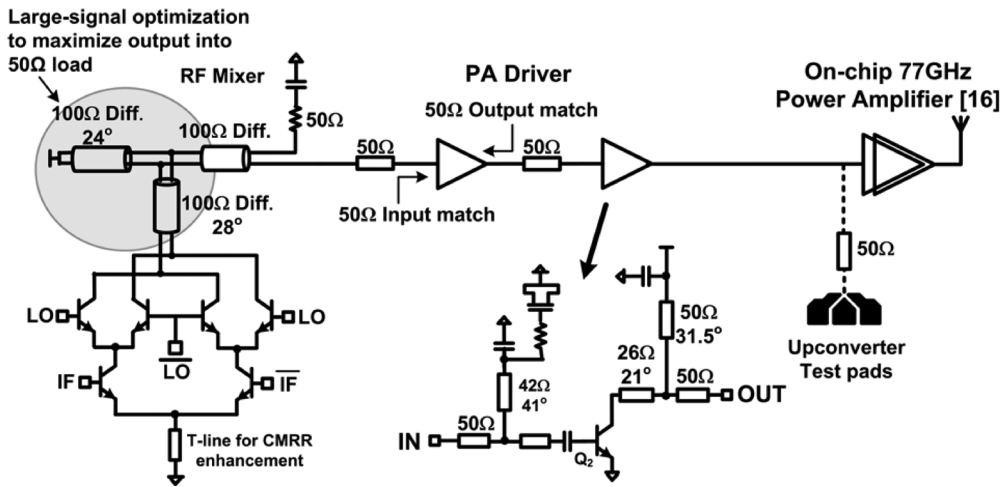 Large-signal optimization
to maximize output into
50Ω load
RF Mixer
PA Driver
On-chip 77GHz
Power Amplifier [16]
100Ω Diff.
24°
100Ω Diff.
50Ω
50Ω Output match
50Ω
50Ω
50Ω Input match
100Ω Diff.
28°
50Ω
Upconverter
Test pads
LO
LO
LO
IF
IF
T-line for CMRR
enhancement
50Ω
31.5°
26Ω
21°
50Ω
OUT
42Ω
41°
50Ω
IN
Q2